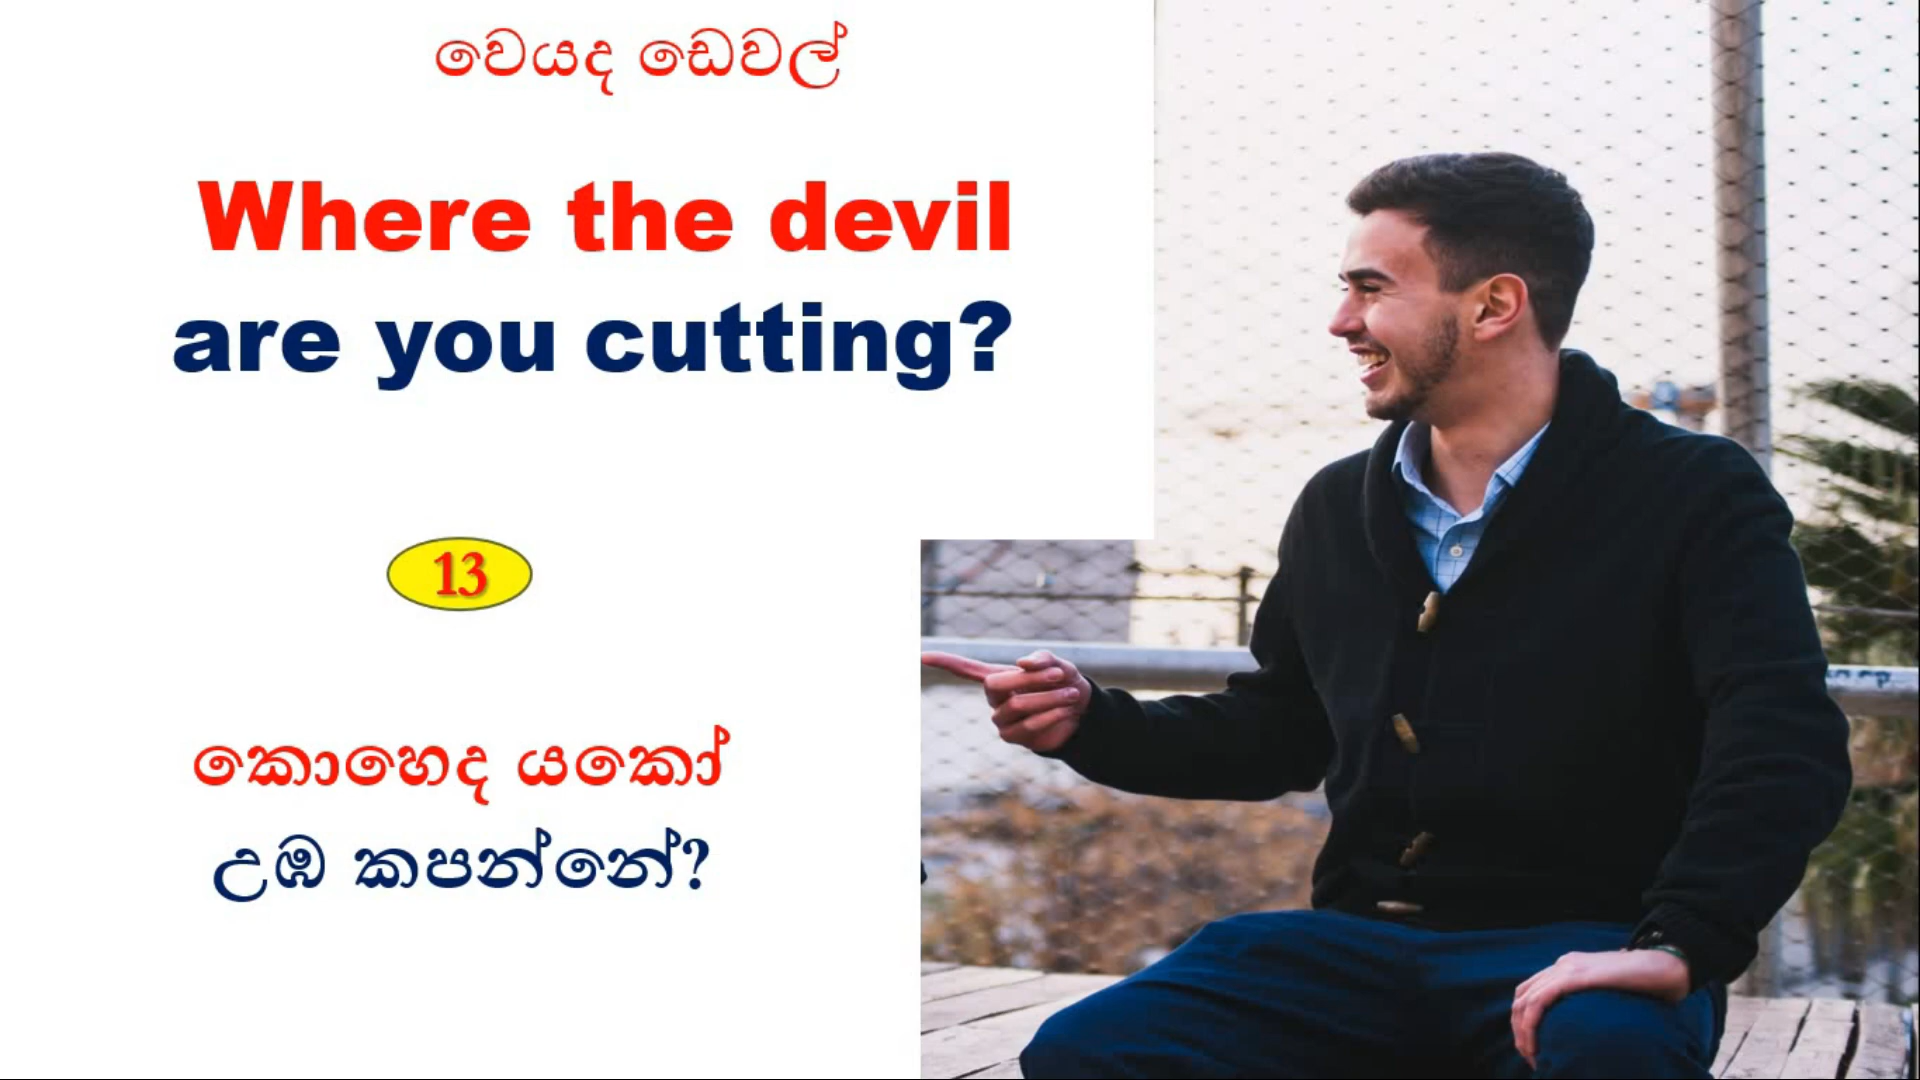 වෙයද ඩෙවල්
Where the devil
are you cutting?
13
කොහෙද යකෝ
උඹ කපන්නේ?